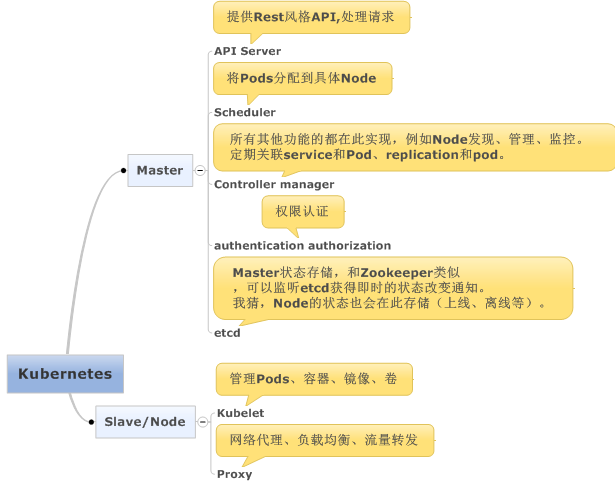 提供Rest风格API,处理请求
API Server
将Pods分配到具体Node
Scheduler
所有其他功能的都在此实现，例如Node发现、管理、监控。
定期关联service和Pod、replication和pod。
Master
Controller manager
权限认证
authentication authorization
Master状态存储，和Zookeeper类似
，可以监听etcd获得即时的状态改变通知。
我猜，Node的状态也会在此存储（上线、离线等）。
etcd
Kubernetes
管理Pods、容器、镜像、卷
Kubelet
Slave/Node
网络代理、负载均衡、流量转发
Proxy